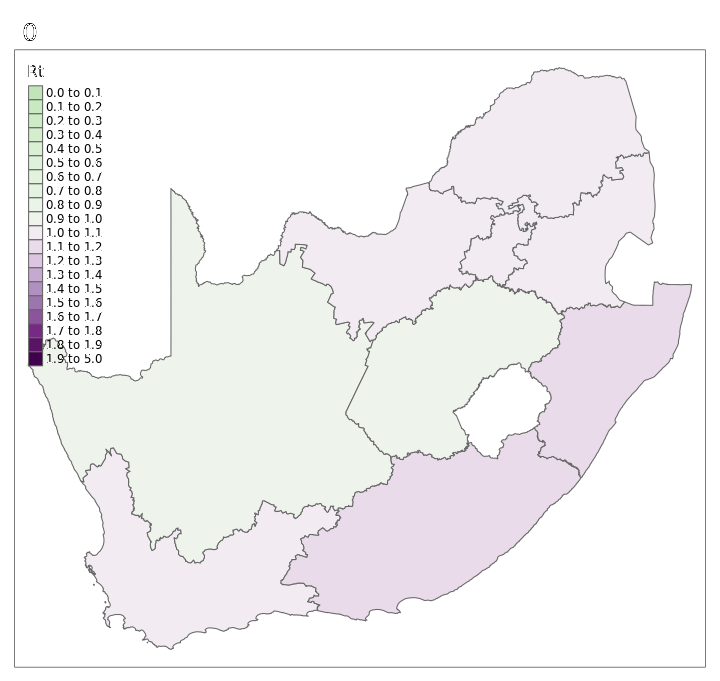 0
Rt
0.0 to 0.1
0.1 to 0.2
0.2 to 0.3
0.3 to 0.4
0.4 to 0.5
0.5 to 0.6
0.6 to 0.7
0.7 to 0.8
0.8 to 0.9
0.9 to 1.0
1.0 to 1.1
1.1 to 1.2
1.2 to 1.3
1.3 to 1.4
1.4 to 1.5
1.5 to 1.6
1.6 to 1.7
1.7 to 1.8
1.8 to 1.9
1.9 to 5.0